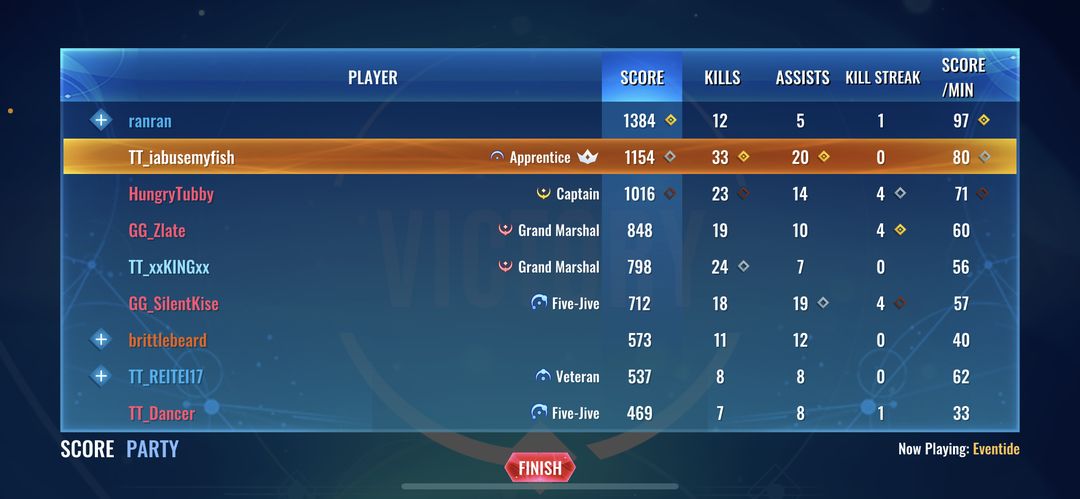 PLAYER SCORE KILLS ASSISTS KILL STREAK SCORE /MIN
ranran 1384 12 5 1 97
TT_iabusemyfish Apprentice 1154 33 20 0 80
HungryTubby Captain 1016 23 14 4 71
GG_Zlate Grand Marshal 848 19 10 4 60
TT_xxKINGxx Grand Marshal 798 24 7 0 56
GG_SilentKise Five-Jive 712 18 19 4 57
brittlebeard 573 11 12 0 40
TT_REITEI17 Veteran 537 8 8 0 62
TT_Dancer Five-Jive 469 7 8 1 33
VICTORY
SCORE PARTY
Now Playing: Eventide
FINISH